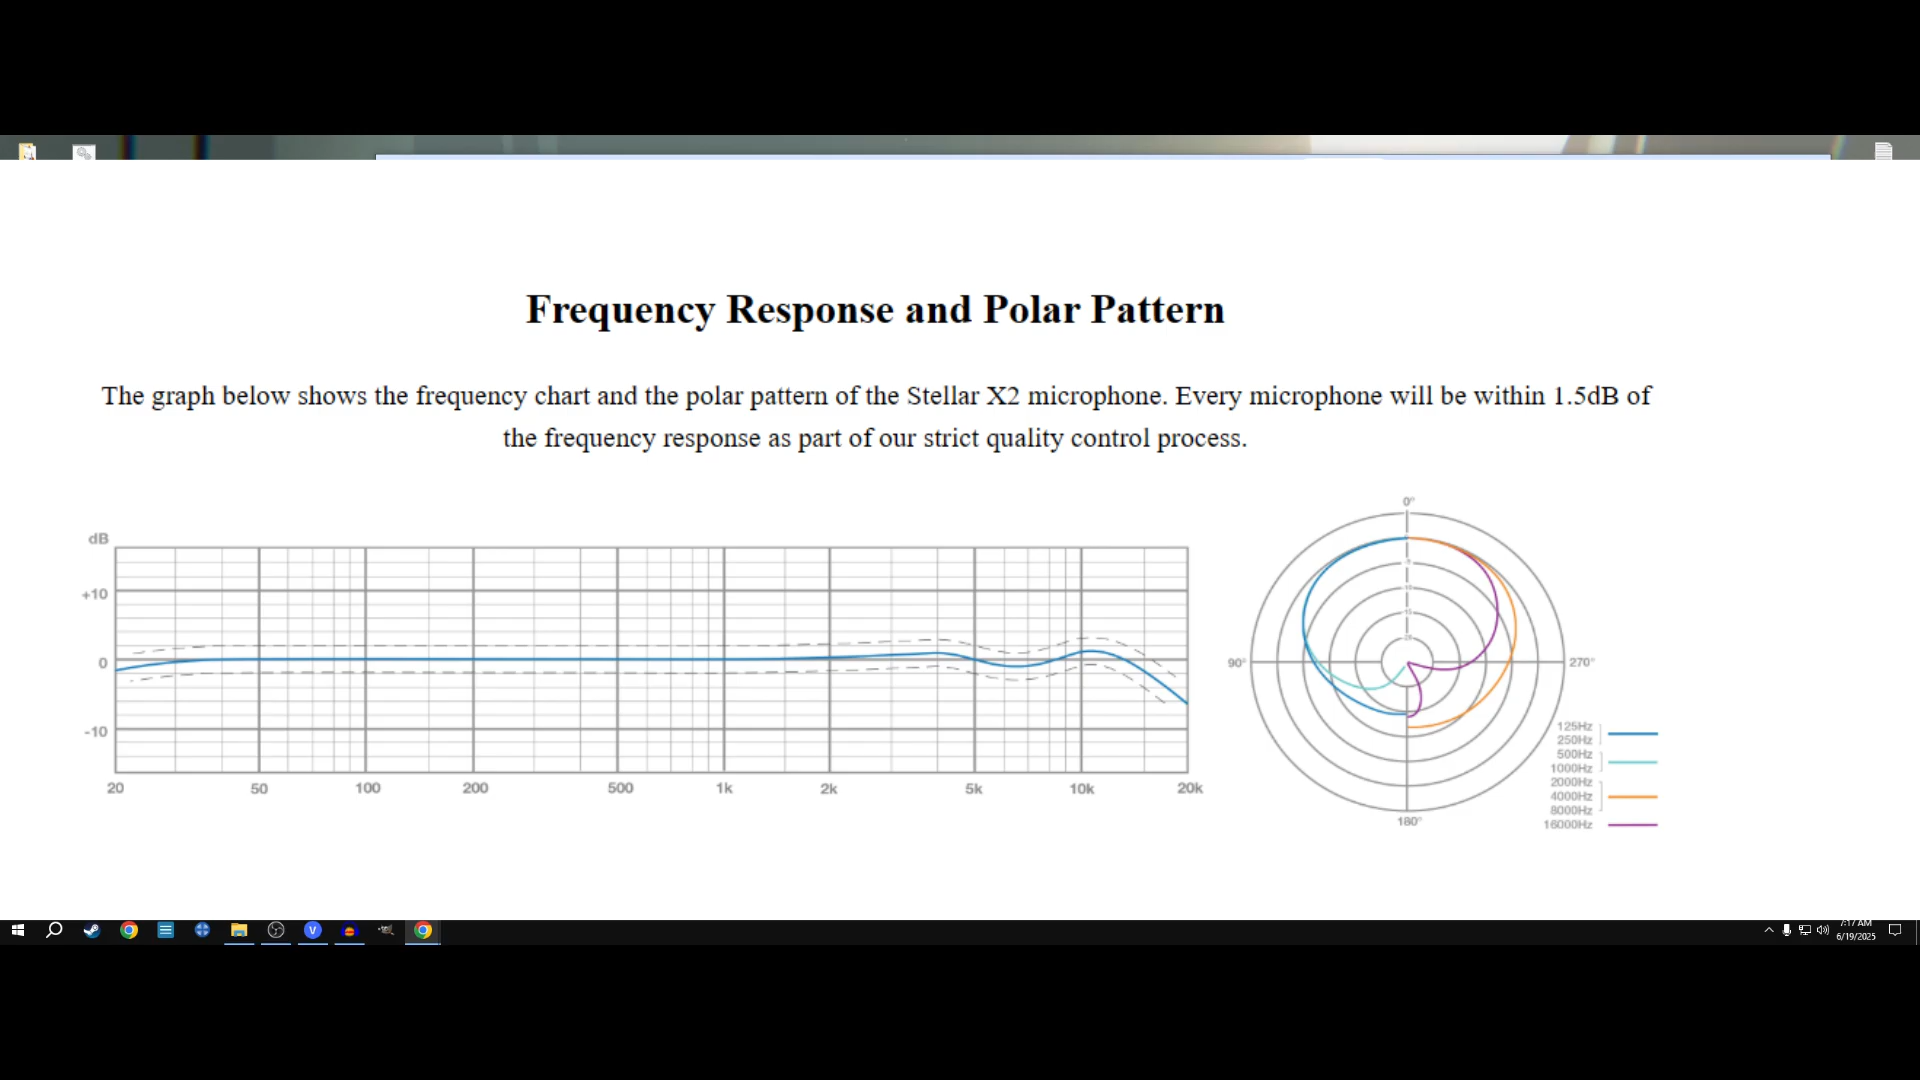 Frequency Response and Polar Pattern
The graph below shows the frequency chart and the polar pattern of the Stellar X2 microphone. Every microphone will be within 1.5dB of
the frequency response as part of our strict quality control process.
dB
+10
0
-10
20 50 100 200 500 1k 2k 5k 10k 20k
0°
90°
270°
180°
125Hz
250Hz
500Hz
1000Hz
2000Hz
4000Hz
8000Hz
16000Hz
V
7:17 AM
6/19/2025